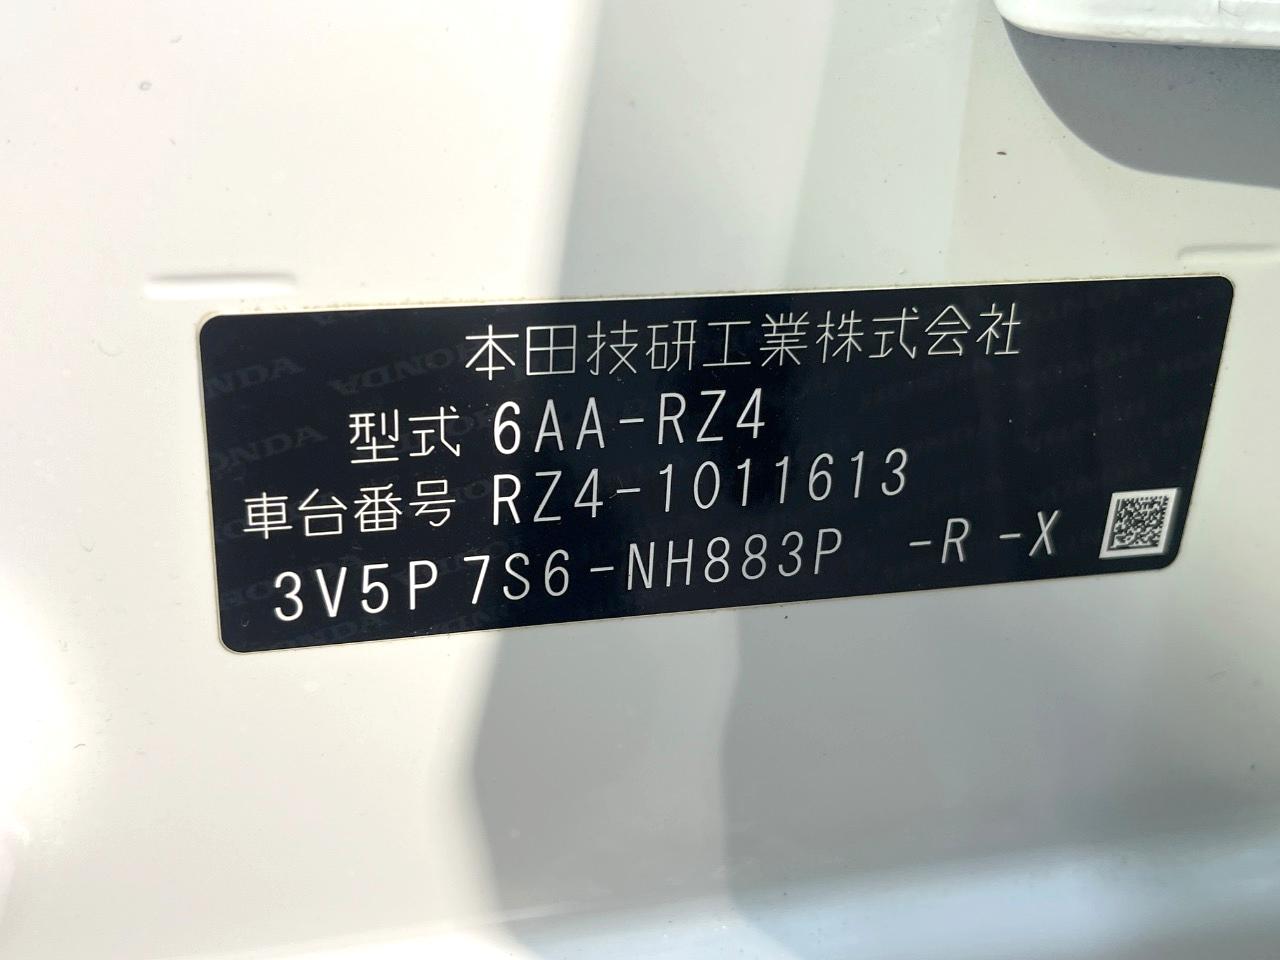 本田技研工業株式会社
型式 6AA-RZ4
車台番号 RZ4-1011613
3V5P 7S6-NH883P -R -X